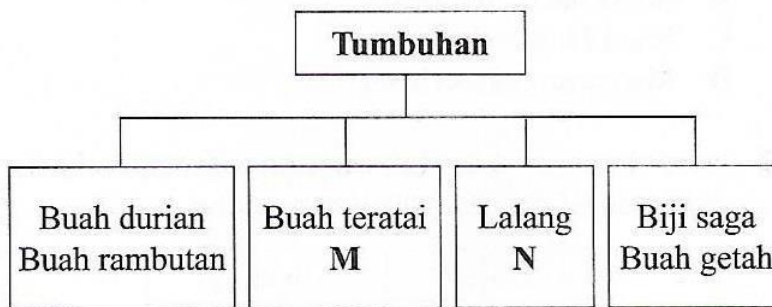 Tumbuhan
Buah durian
Buah rambutan
Buah teratai
M
Lalang
N
Biji saga
Buah getah